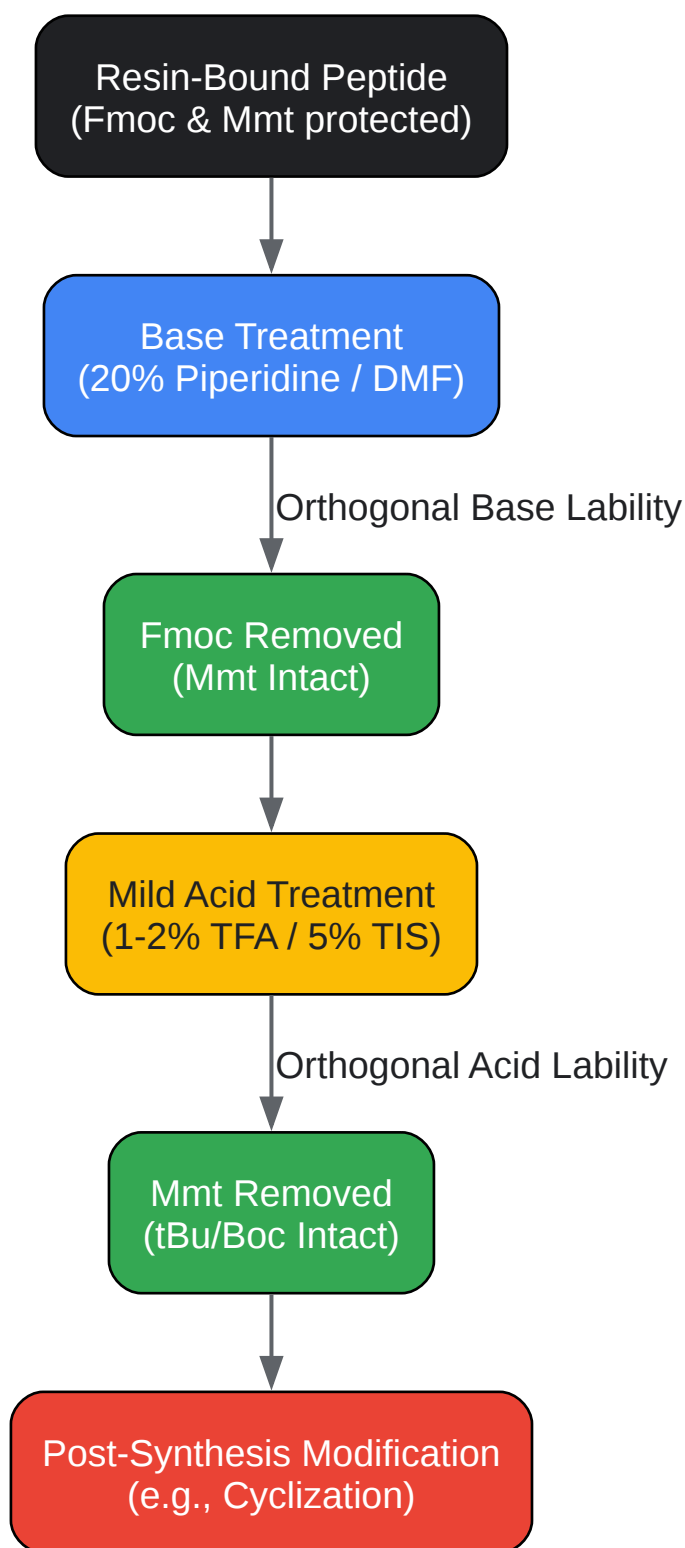 Resin-Bound Peptide
(Fmoc & Mmt protected)
Base Treatment
(20% Piperidine / DMF)
Orthogonal Base Lability
Fmoc Removed
(Mmt Intact)
Mild Acid Treatment
(1-2% TFA / 5% TIS)
Orthogonal Acid Lability
Mmt Removed
(tBu/Boc Intact)
Post-Synthesis Modification
(e.g., Cyclization)